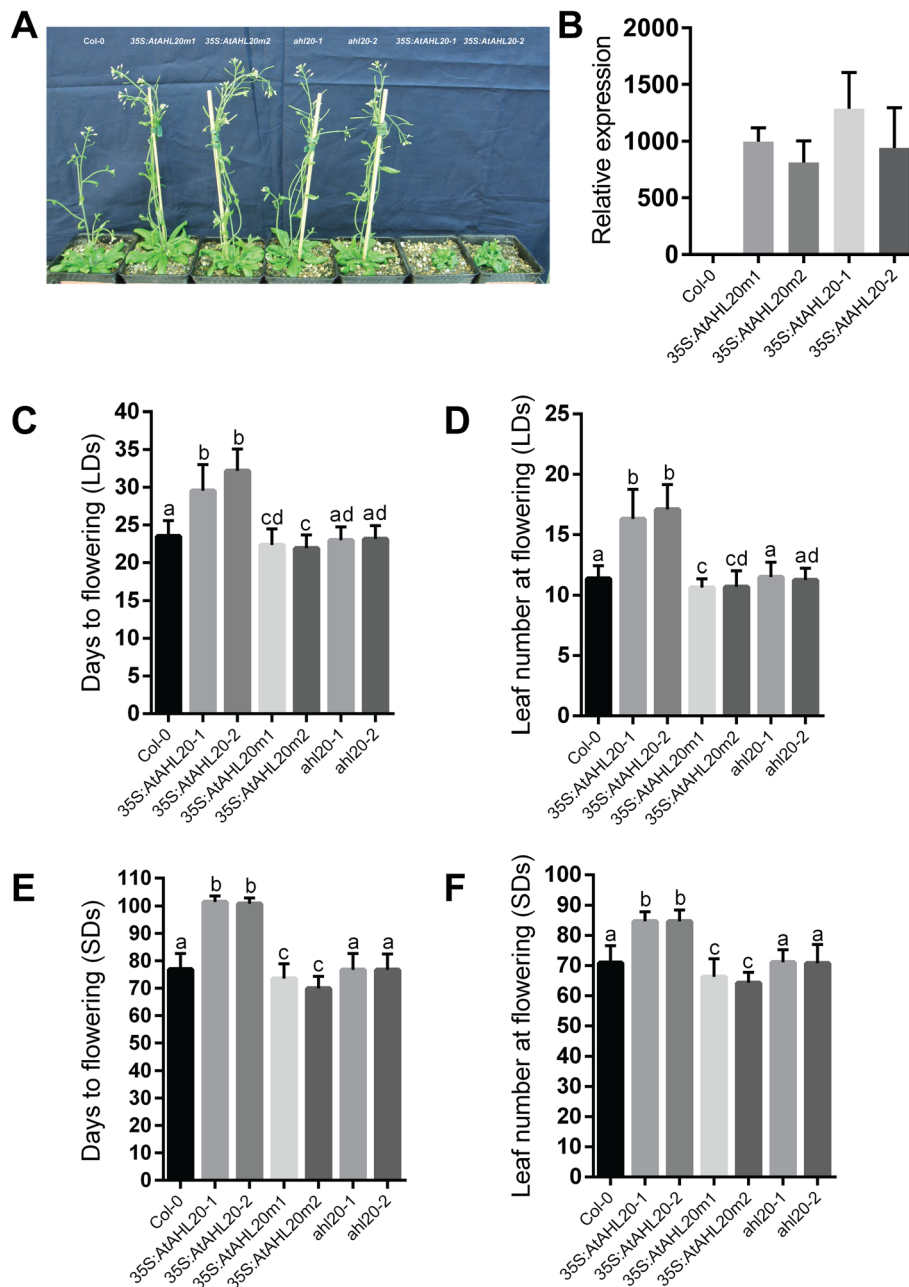 A
Col-0 35S:AtAHL20m1 35S:AtAHL20m2 ahl20-1 ahl20-2 35S:AtAHL20-1 35S:AtAHL20-2
B
Relative expression
1500
2000
1000
500
0
Col-0
35S:AtAHL20m1
35S:AtAHL20m2
35S:AtAHL20-1
35S:AtAHL20-2
C
Days to flowering (LDs)
40
35
30
25
20
15
10
5
0
a b b cd c ad ad
Col-0
35S:AtAHL20-1
35S:AtAHL20-2
35S:AtAHL20m1
35S:AtAHL20m2
ahl20-1
ahl20-2
D
Leaf number at flowering (LDs)
25
20
15
10
5
0
a b b c cd a ad
Col-0
35S:AtAHL20-1
35S:AtAHL20-2
35S:AtAHL20m1
35S:AtAHL20m2
ahl20-1
ahl20-2
E
Days to flowering (SDs)
110
100
90
80
70
60
50
40
30
20
10
0
a b b c c a a
Col-0
35S:AtAHL20-1
35S:AtAHL20-2
35S:AtAHL20m1
35S:AtAHL20m2
ahl20-1
ahl20-2
F
Leaf number at flowering (SDs)
100
90
80
70
60
50
40
30
20
10
0
a b b c c a a
Col-0
35S:AtAHL20-1
35S:AtAHL20-2
35S:AtAHL20m1
35S:AtAHL20m2
ahl20-1
ahl20-2